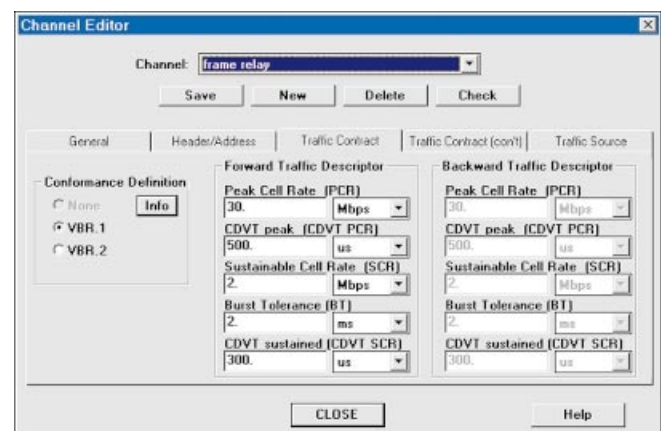 Channel Editor
Channel: frame relay
Save New Delete Check
General Header/Address Traffic Contract Traffic Contract (con't) Traffic Source
Conformance Definition
None Info
VBR.1
VBR.2
Forward Traffic Descriptor
Peak Cell Rate (PCR)
30. Mbps
CDVT peak (CDVT PCR)
500. us
Sustainable Cell Rate (SCR)
2. Mbps
Burst Tolerance (BT)
2. ms
CDVT sustained (CDVT SCR)
300. us
Backward Traffic Descriptor
Peak Cell Rate (PCR)
30. Mbps
CDVT peak (CDVT PCR)
500. us
Sustainable Cell Rate (SCR)
2. Mbps
Burst Tolerance (BT)
2. ms
CDVT sustained (CDVT SCR)
300. us
CLOSE Help